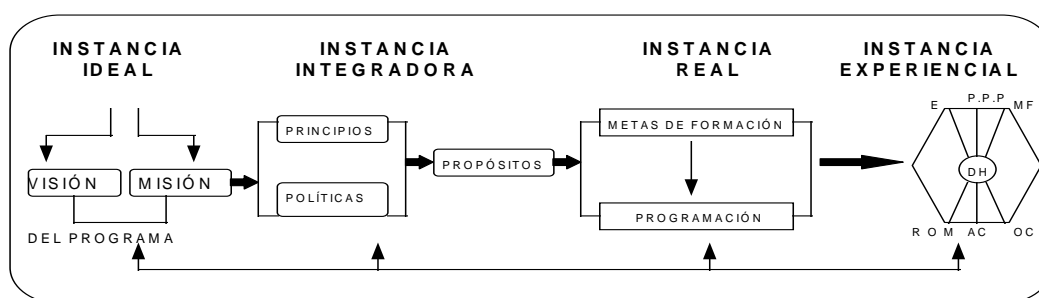 INSTANCIA IDEAL
INSTANCIA INTEGRADORA
INSTANCIA REAL
INSTANCIA EXPERIENCIAL
VISIÓN
MISIÓN
DEL PROGRAMA
PRINCIPIOS
POLÍTICAS
PROPÓSITOS
METAS DE FORMACIÓN
PROGRAMACIÓN
E
P.P.P
MF
DH
R O M
AC
OC